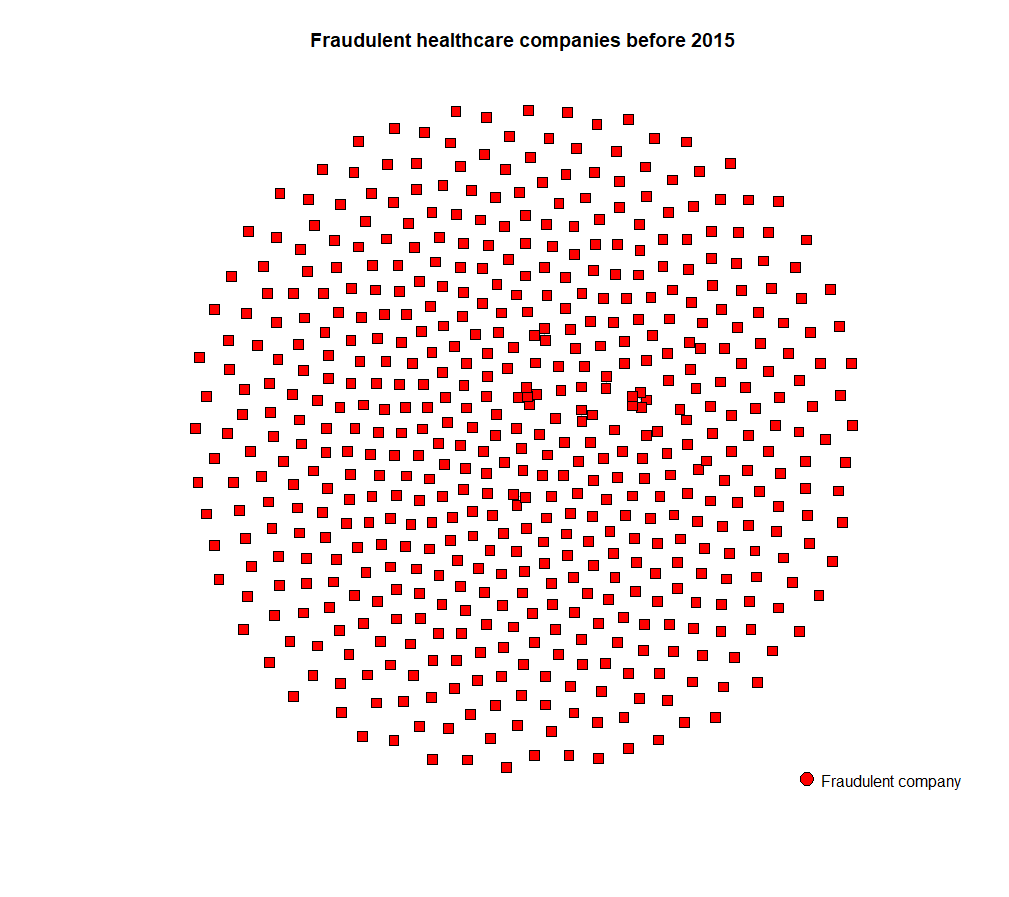 Fraudulent healthcare companies before 2015
Fraudulent company